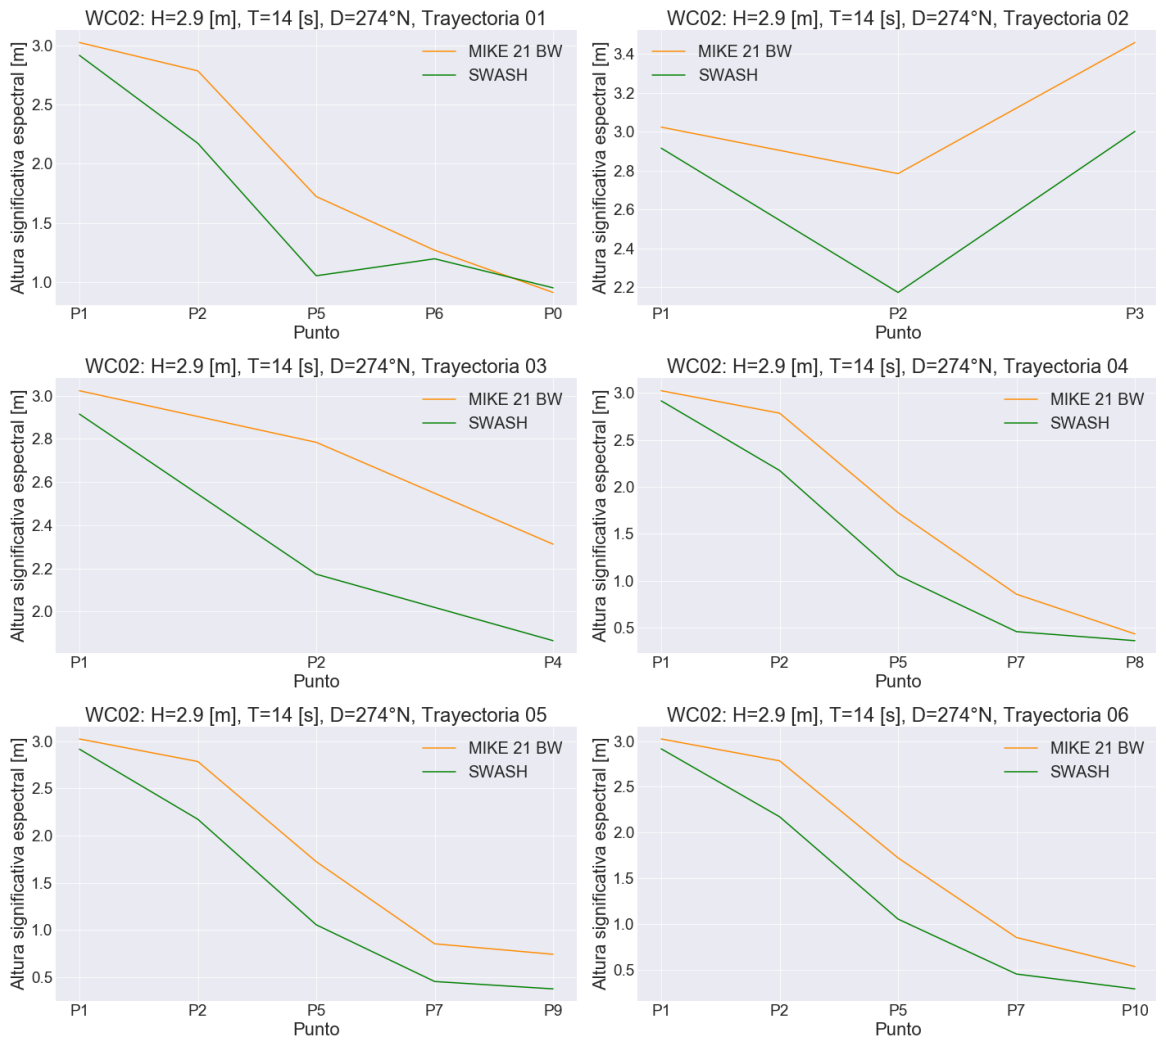 WC02: H=2.9 [m], T=14 [s], D=274°N, Trayectoria 01
Altura significativa espectral [m]
3.0
2.5
2.0
1.5
1.0
MIKE 21 BW
SWASH
P1 P2 P5 P6 P0
Punto
WC02: H=2.9 [m], T=14 [s], D=274°N, Trayectoria 02
Altura significativa espectral [m]
3.4
3.2
3.0
2.8
2.6
2.4
2.2
MIKE 21 BW
SWASH
P1 P2 P3
Punto
WC02: H=2.9 [m], T=14 [s], D=274°N, Trayectoria 03
Altura significativa espectral [m]
3.0
2.8
2.6
2.4
2.2
2.0
MIKE 21 BW
SWASH
P1 P2 P4
Punto
WC02: H=2.9 [m], T=14 [s], D=274°N, Trayectoria 04
Altura significativa espectral [m]
3.0
2.5
2.0
1.5
1.0
0.5
MIKE 21 BW
SWASH
P1 P2 P5 P7 P8
Punto
WC02: H=2.9 [m], T=14 [s], D=274°N, Trayectoria 05
Altura significativa espectral [m]
3.0
2.5
2.0
1.5
1.0
0.5
MIKE 21 BW
SWASH
P1 P2 P5 P7 P9
Punto
WC02: H=2.9 [m], T=14 [s], D=274°N, Trayectoria 06
Altura significativa espectral [m]
3.0
2.5
2.0
1.5
1.0
0.5
MIKE 21 BW
SWASH
P1 P2 P5 P7 P10
Punto